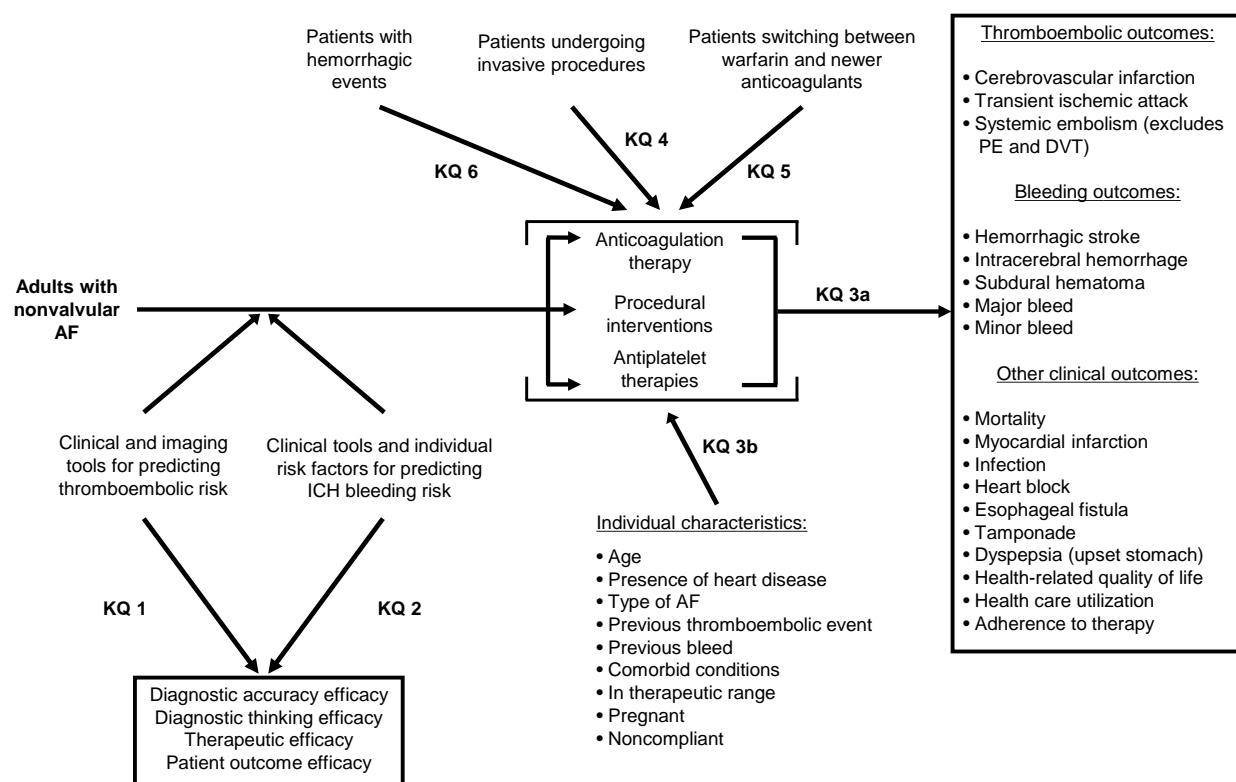 Patients with
hemorrhagic
events
Patients undergoing
invasive procedures
Patients switching between
warfarin and newer
anticoagulants
KQ 6
KQ 4
KQ 5
Adults with
nonvalvular
AF
Anticoagulation
therapy
Procedural
interventions
Antiplatelet
therapies
KQ 3a
KQ 3b
Clinical and imaging
tools for predicting
thromboembolic risk
Clinical tools and individual
risk factors for predicting
ICH bleeding risk
KQ 1
KQ 2
Diagnostic accuracy efficacy
Diagnostic thinking efficacy
Therapeutic efficacy
Patient outcome efficacy
Individual characteristics:
• Age
• Presence of heart disease
• Type of AF
• Previous thromboembolic event
• Previous bleed
• Comorbid conditions
• In therapeutic range
• Pregnant
• Noncompliant
Thromboembolic outcomes:
• Cerebrovascular infarction
• Transient ischemic attack
• Systemic embolism (excludes
PE and DVT)
Bleeding outcomes:
• Hemorrhagic stroke
• Intracerebral hemorrhage
• Subdural hematoma
• Major bleed
• Minor bleed
Other clinical outcomes:
• Mortality
• Myocardial infarction
• Infection
• Heart block
• Esophageal fistula
• Tamponade
• Dyspepsia (upset stomach)
• Health-related quality of life
• Health care utilization
• Adherence to therapy